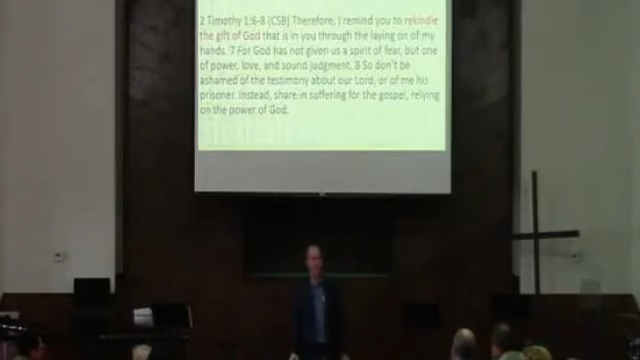 2 Timothy 1:6-8 (CSB) Therefore, I remind you to rekindle
the gift of God that is in you through the laying on of my
hands. 7 For God has not given us a spirit of fear, but one
of power, love, and sound judgment. 8 So don't be
ashamed of the testimony about our Lord, or of me his
prisoner. Instead, share in suffering for the gospel, relying
on the power of God.